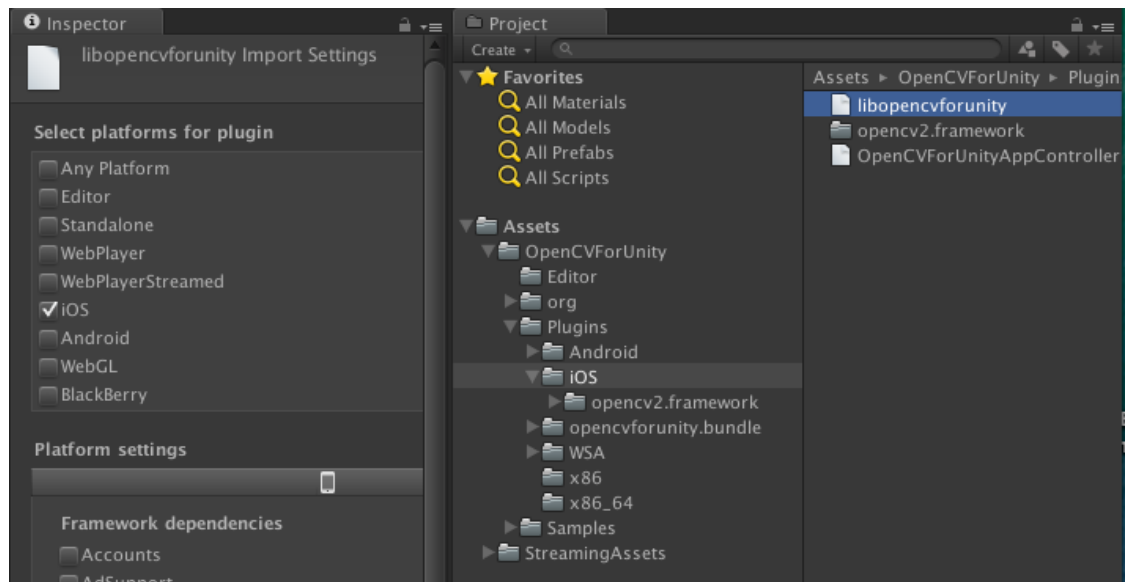 Inspector
libopencvforunity Import Settings
Select platforms for plugin
Any Platform
Editor
Standalone
WebPlayer
WebPlayerStreamed
iOS
Android
WebGL
BlackBerry
Platform settings
Framework dependencies
Accounts
AdSupport
Project
Create
Favorites
All Materials
All Models
All Prefabs
All Scripts
Assets
OpenCVForUnity
Editor
org
Plugins
Android
iOS
opencv2.framework
opencvforunity.bundle
WSA
x86
x86_64
Samples
StreamingAssets
Assets OpenCVForUnity Plugin
libopencvforunity
opencv2.framework
OpenCVForUnityAppController